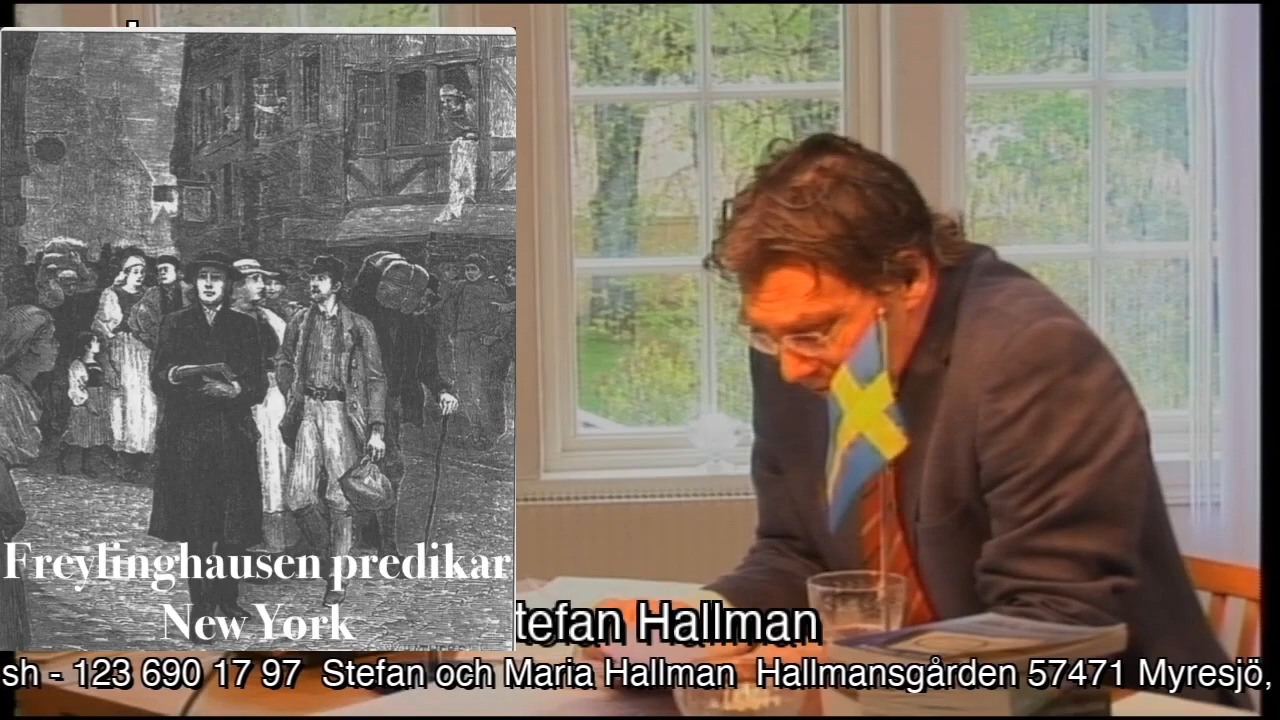 Freylinghausen predikar
New York
tefan Hallman
sh - 123 690 17 97 Stefan och Maria Hallman Hallmansgården 57471 Myresjö,